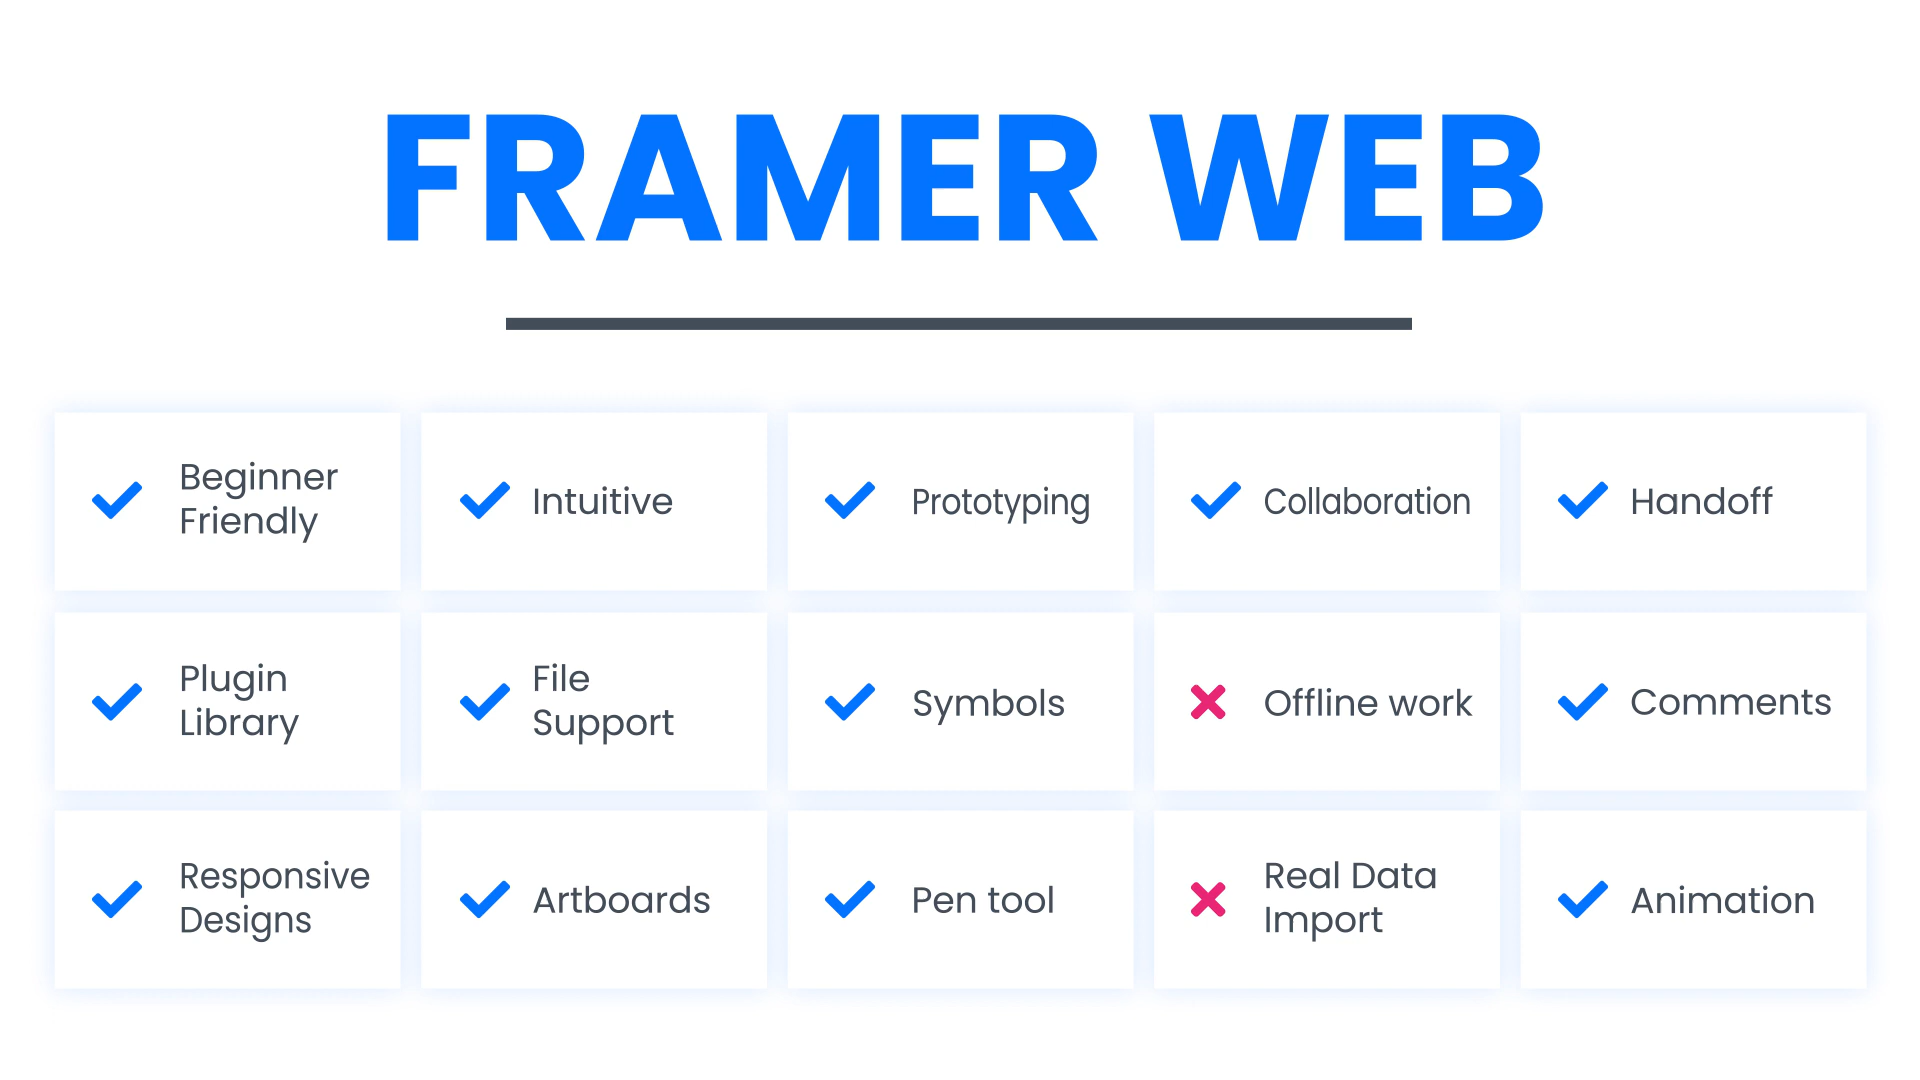 FRAMER WEB
Beginner
Friendly
Intuitive
Prototyping
Collaboration
Handoff
Plugin
Library
File
Support
Symbols
Offline work
Comments
Responsive
Designs
Artboards
Pen tool
Real Data
Import
Animation